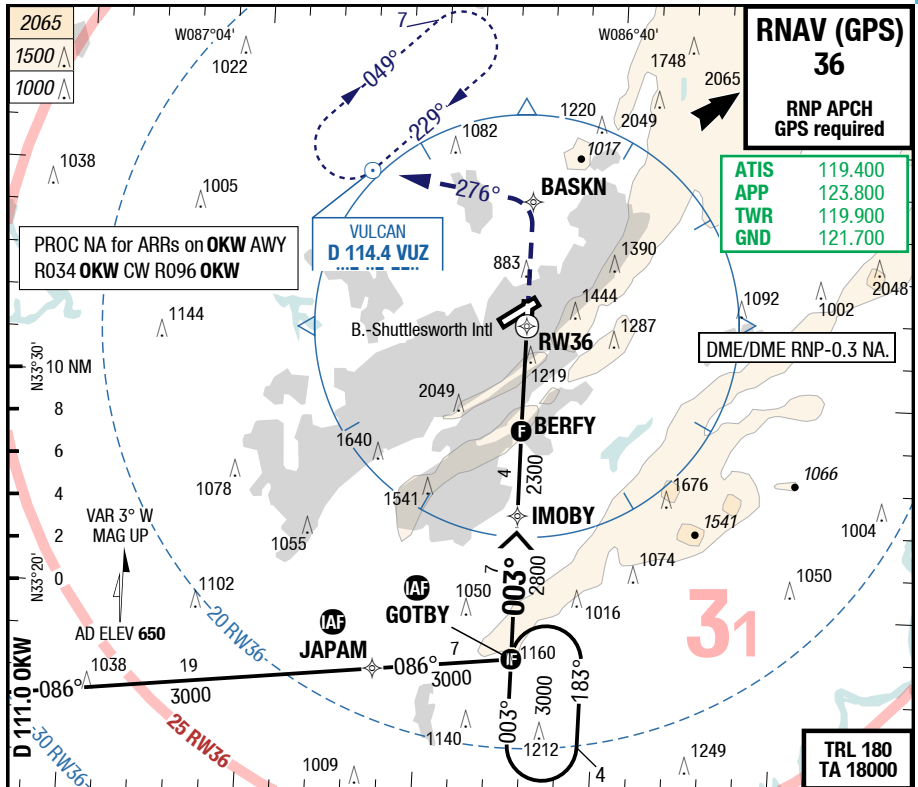 2065
1500
1000
W087°04'
1022
7
049°
229°
W086°40'
1748
2065
RNAV (GPS)
36
RNP APCH
GPS required
1220
2049
1082
1017
1038
1005
ATIS 119.400
APP 123.800
TWR 119.900
GND 121.700
276°
BASKN
PROC NA for ARRs on OKW AWY
R034 OKW CW R096 OKW
VULCAN
D 114.4 VUZ
883
1390
1444
2048
1092
1002
1144
B.-Shuttlesworth Intl
RW36
1287
DME/DME RNP-0.3 NA.
N33°30'
10 NM
1219
8
2049
BERFY
F
6
1640
4
2300
1078
4
1541
1676
1066
IMOBY
1541
1004
VAR 3° W
MAG UP
2
1055
7
003°
2800
1074
N33°20'
0
1102
IAF
GOTBY
1050
1016
1050
31
AD ELEV 650
20 RW36
IAF
JAPAM
7
IF
1160
1038
19
086°
086°
3000
3000
D 111.0 OKW
003°
3000
183°
25 RW36
30 RW36
1140
1212
1009
4
1249
TRL 180
TA 18000